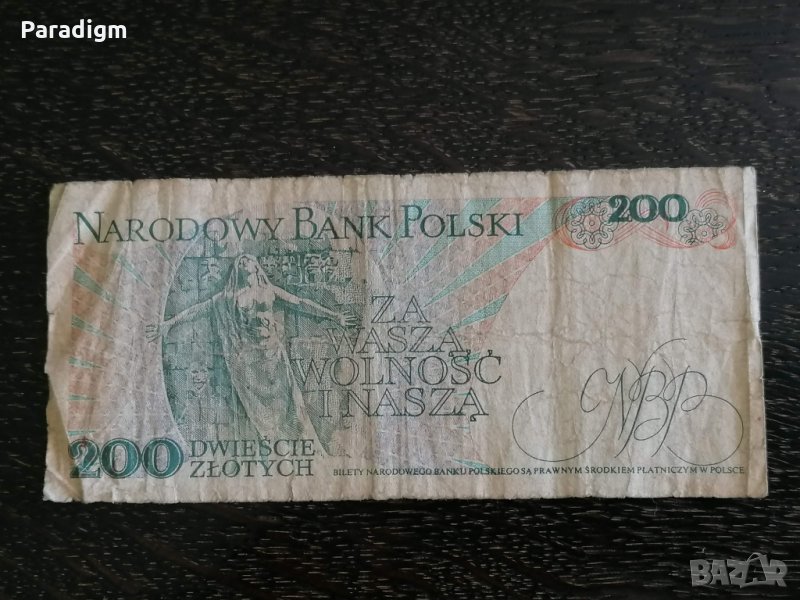 Paradigm
NARODOWY BANK POLSKI
200
ZA
WASZĄ
WOLNOŚĆ
I NASZĄ
NBP
200 DWIEŚCIE
ZŁOTYCH
BILETY NARODOWEGO BANKU POLSKIEGO SĄ PRAWNYM ŚRODKIEM PŁATNICZYM W POLSCE
BAZAR